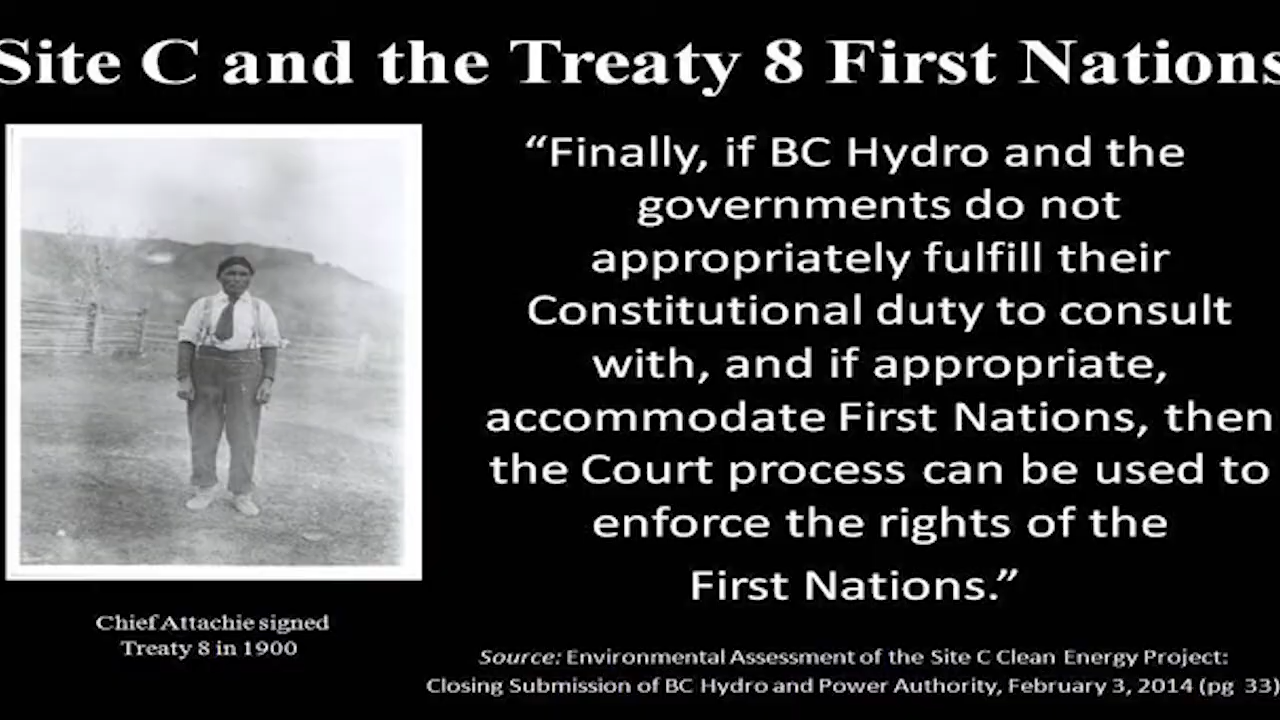 Site C and the Treaty 8 First Nations
“Finally, if BC Hydro and the
governments do not
appropriately fulfill their
Constitutional duty to consult
with, and if appropriate,
accommodate First Nations, then
the Court process can be used to
enforce the rights of the
First Nations.”
Chief Attachie signed
Treaty 8 in 1900
Source: Environmental Assessment of the Site C Clean Energy Project:
Closing Submission of BC Hydro and Power Authority, February 3, 2014 (pg 33)